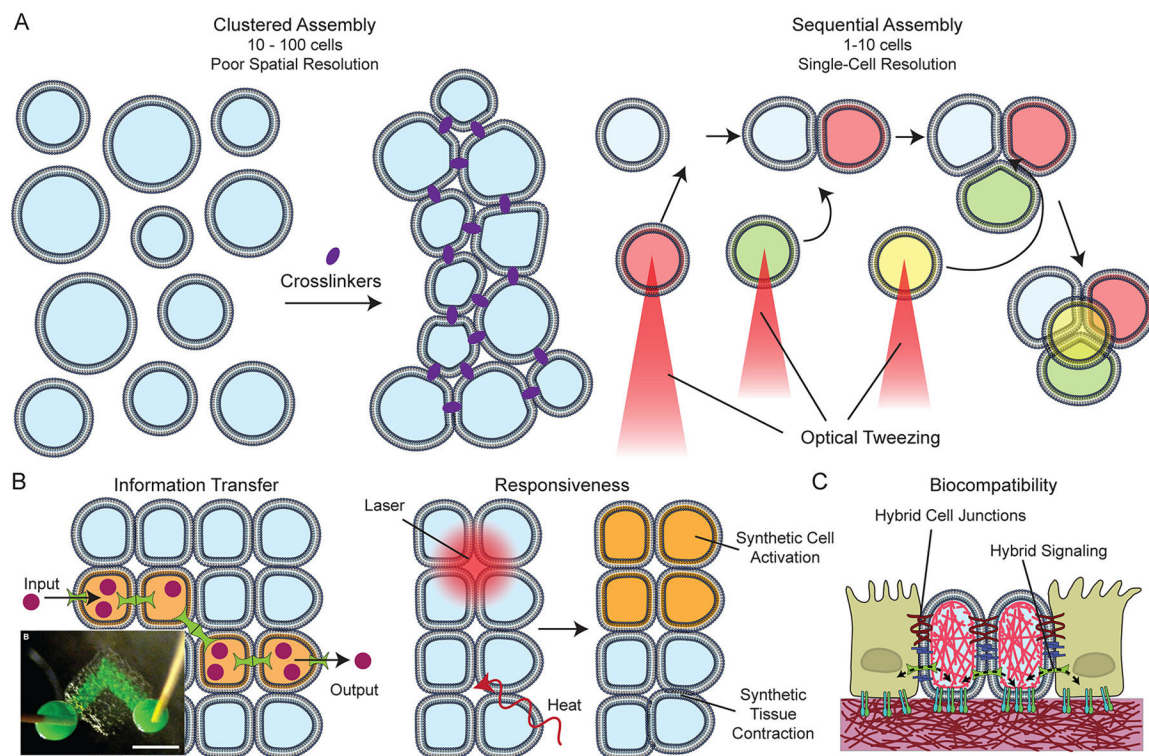 A
Clustered Assembly
10 - 100 cells
Poor Spatial Resolution
Sequential Assembly
1-10 cells
Single-Cell Resolution
Crosslinkers
Optical Tweezing
B
Information Transfer
Input
Output
B
Responsiveness
Laser
Synthetic Cell
Activation
Heat
Synthetic
Tissue
Contraction
C
Biocompatibility
Hybrid Cell Junctions
Hybrid Signaling